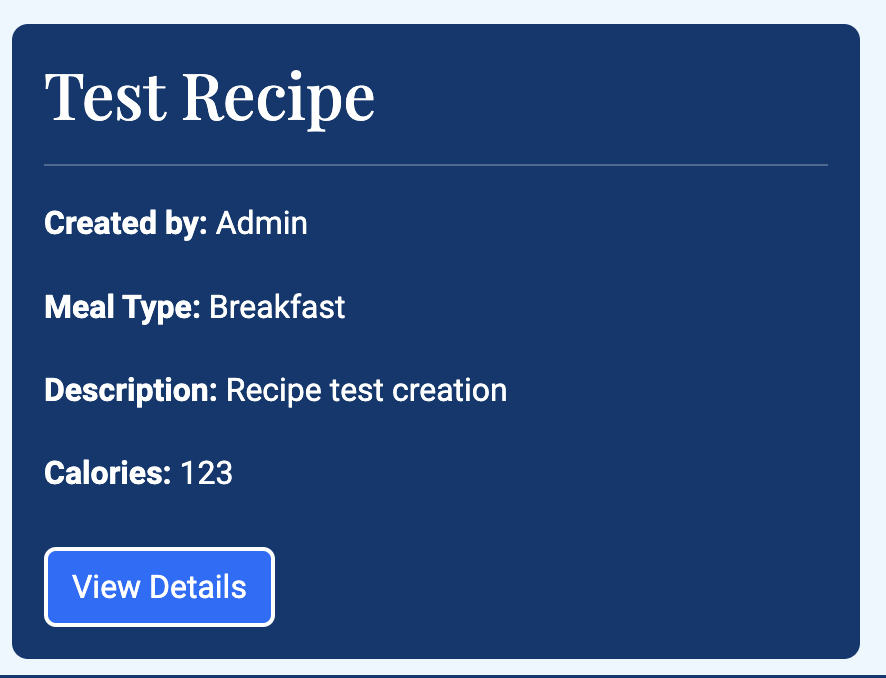 Test Recipe
Created by: Admin
Meal Type: Breakfast
Description: Recipe test creation
Calories: 123
View Details